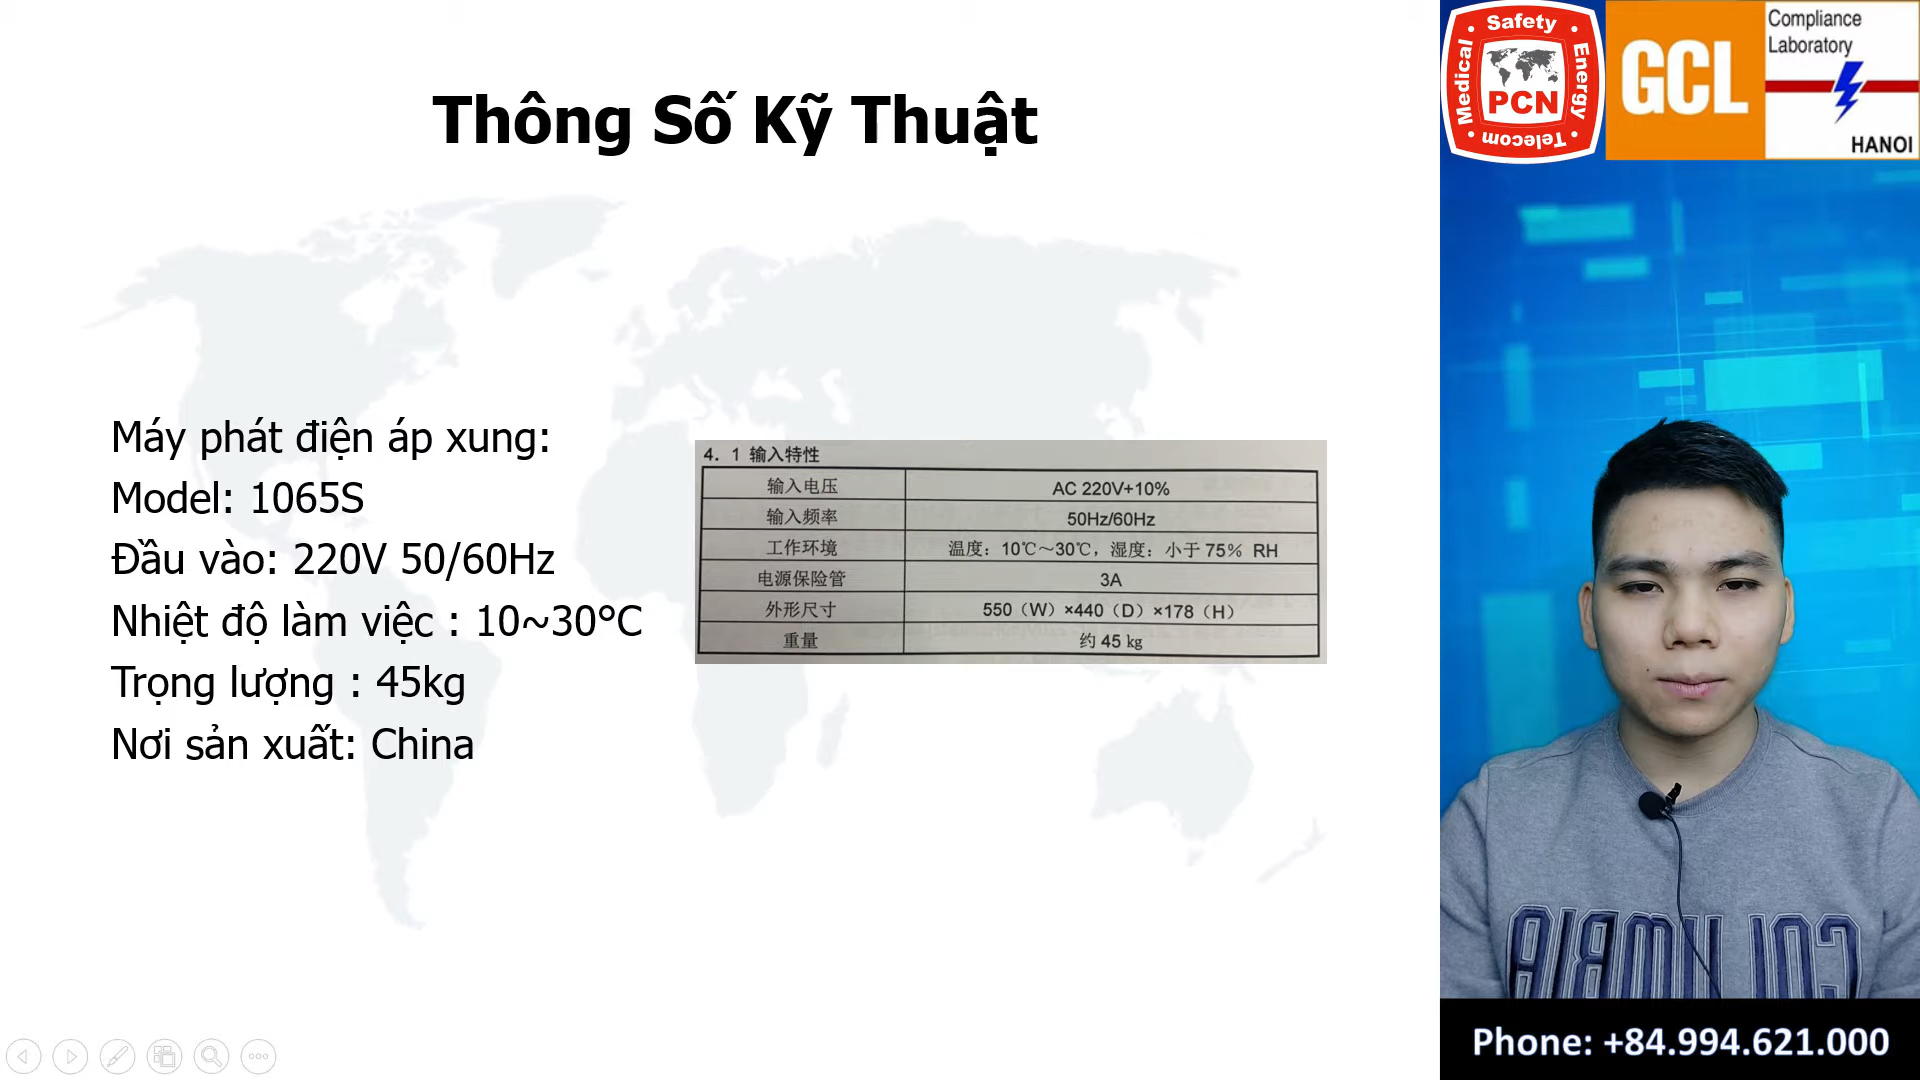 Thông Số Kỹ Thuật
Máy phát điện áp xung:
Model: 1065S
Đầu vào: 220V 50/60Hz
Nhiệt độ làm việc : 10~30°C
Trọng lượng : 45kg
Nơi sản xuất: China
4. 1 输入特性
输入电压 AC 220V+10%
输入频率 50Hz/60Hz
工作环境 温度：10℃～30℃，湿度：小于 75% RH
电源保险管 3A
外形尺寸 550（W）×440（D）×178（H）
重量 约 45 kg
Safety
Medical
Energy
PCN
Telecom
GCL
Compliance
Laboratory
HANOI
COLUMBIA
Phone: +84.994.621.000